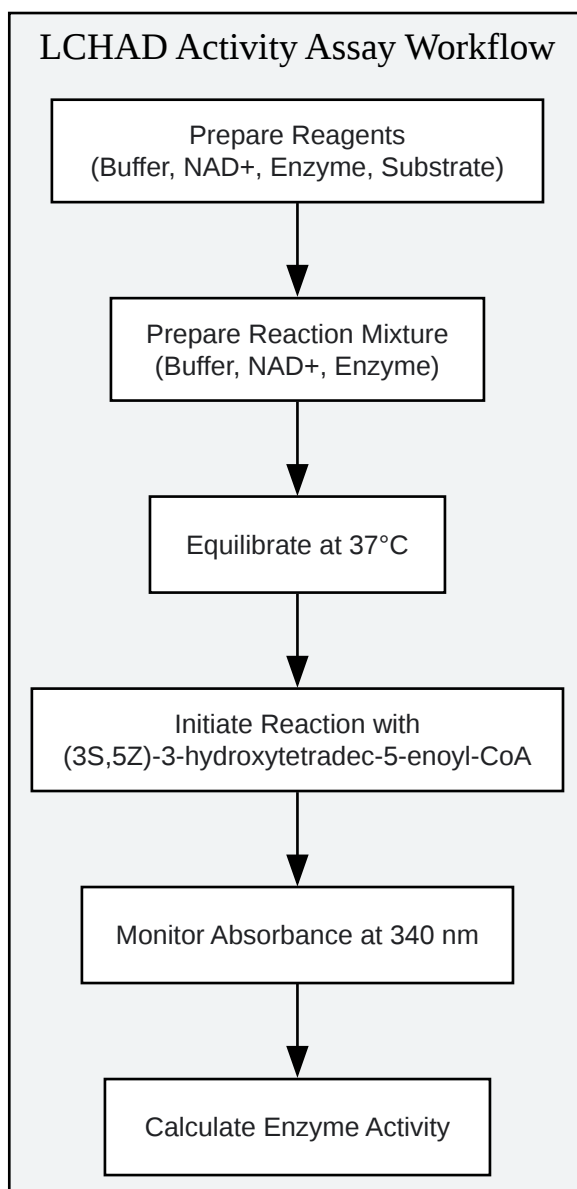 LCHAD Activity Assay Workflow
Prepare Reagents
(Buffer, NAD+, Enzyme, Substrate)
Prepare Reaction Mixture
(Buffer, NAD+, Enzyme)
Equilibrate at 37°C
Initiate Reaction with
(3S,5Z)-3-hydroxytetradec-5-enoyl-CoA
Monitor Absorbance at 340 nm
Calculate Enzyme Activity